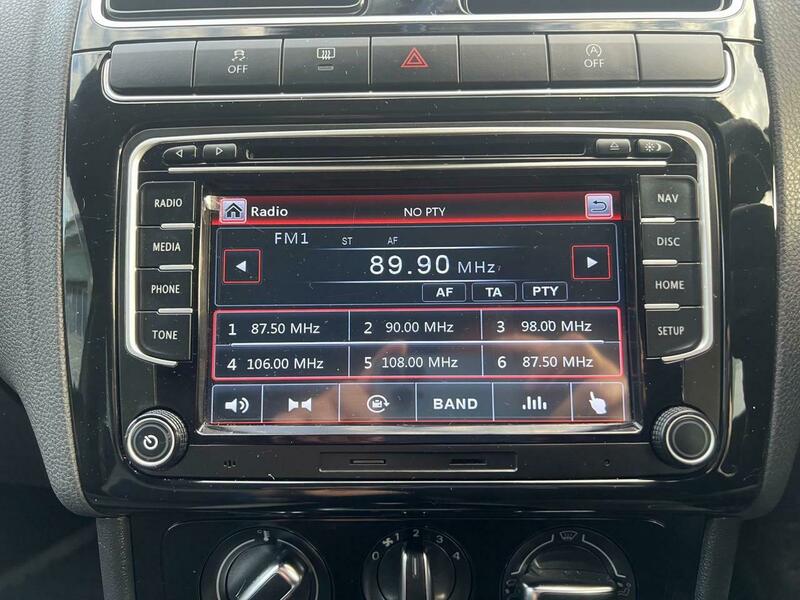 OFF
A
OFF
RADIO
MEDIA
PHONE
TONE
Radio
NO PTY
FM1
ST
AF
89.90 MHz
AF
TA
PTY
1 87.50 MHz
2 90.00 MHz
3 98.00 MHz
4 106.00 MHz
5 108.00 MHz
6 87.50 MHz
BAND
NAV
DISC
HOME
SETUP
0 1 2 3 4